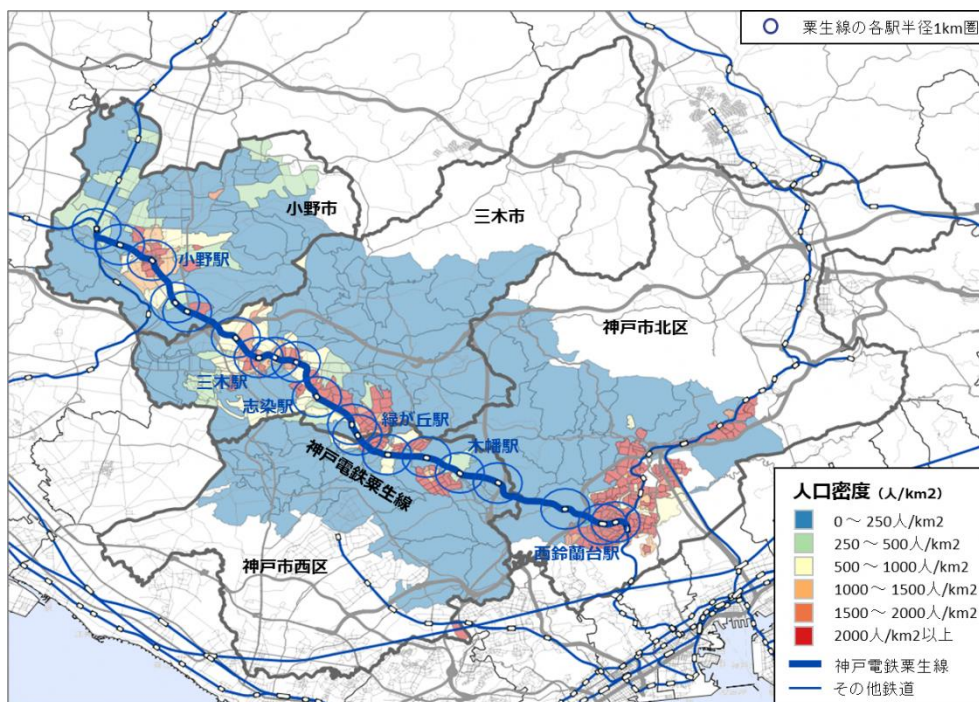 粟生線の各駅半径1km圏
小野市
三木市
小野駅
神戸市北区
三木駅
志染駅
緑が丘駅
木幡駅
神戸電鉄粟生線
西鈴蘭台駅
神戸市西区
人口密度（人/km2）
0～250人/km2
250～500人/km2
500～1000人/km2
1000～1500人/km2
1500～2000人/km2
2000人/km2以上
神戸電鉄粟生線
その他鉄道